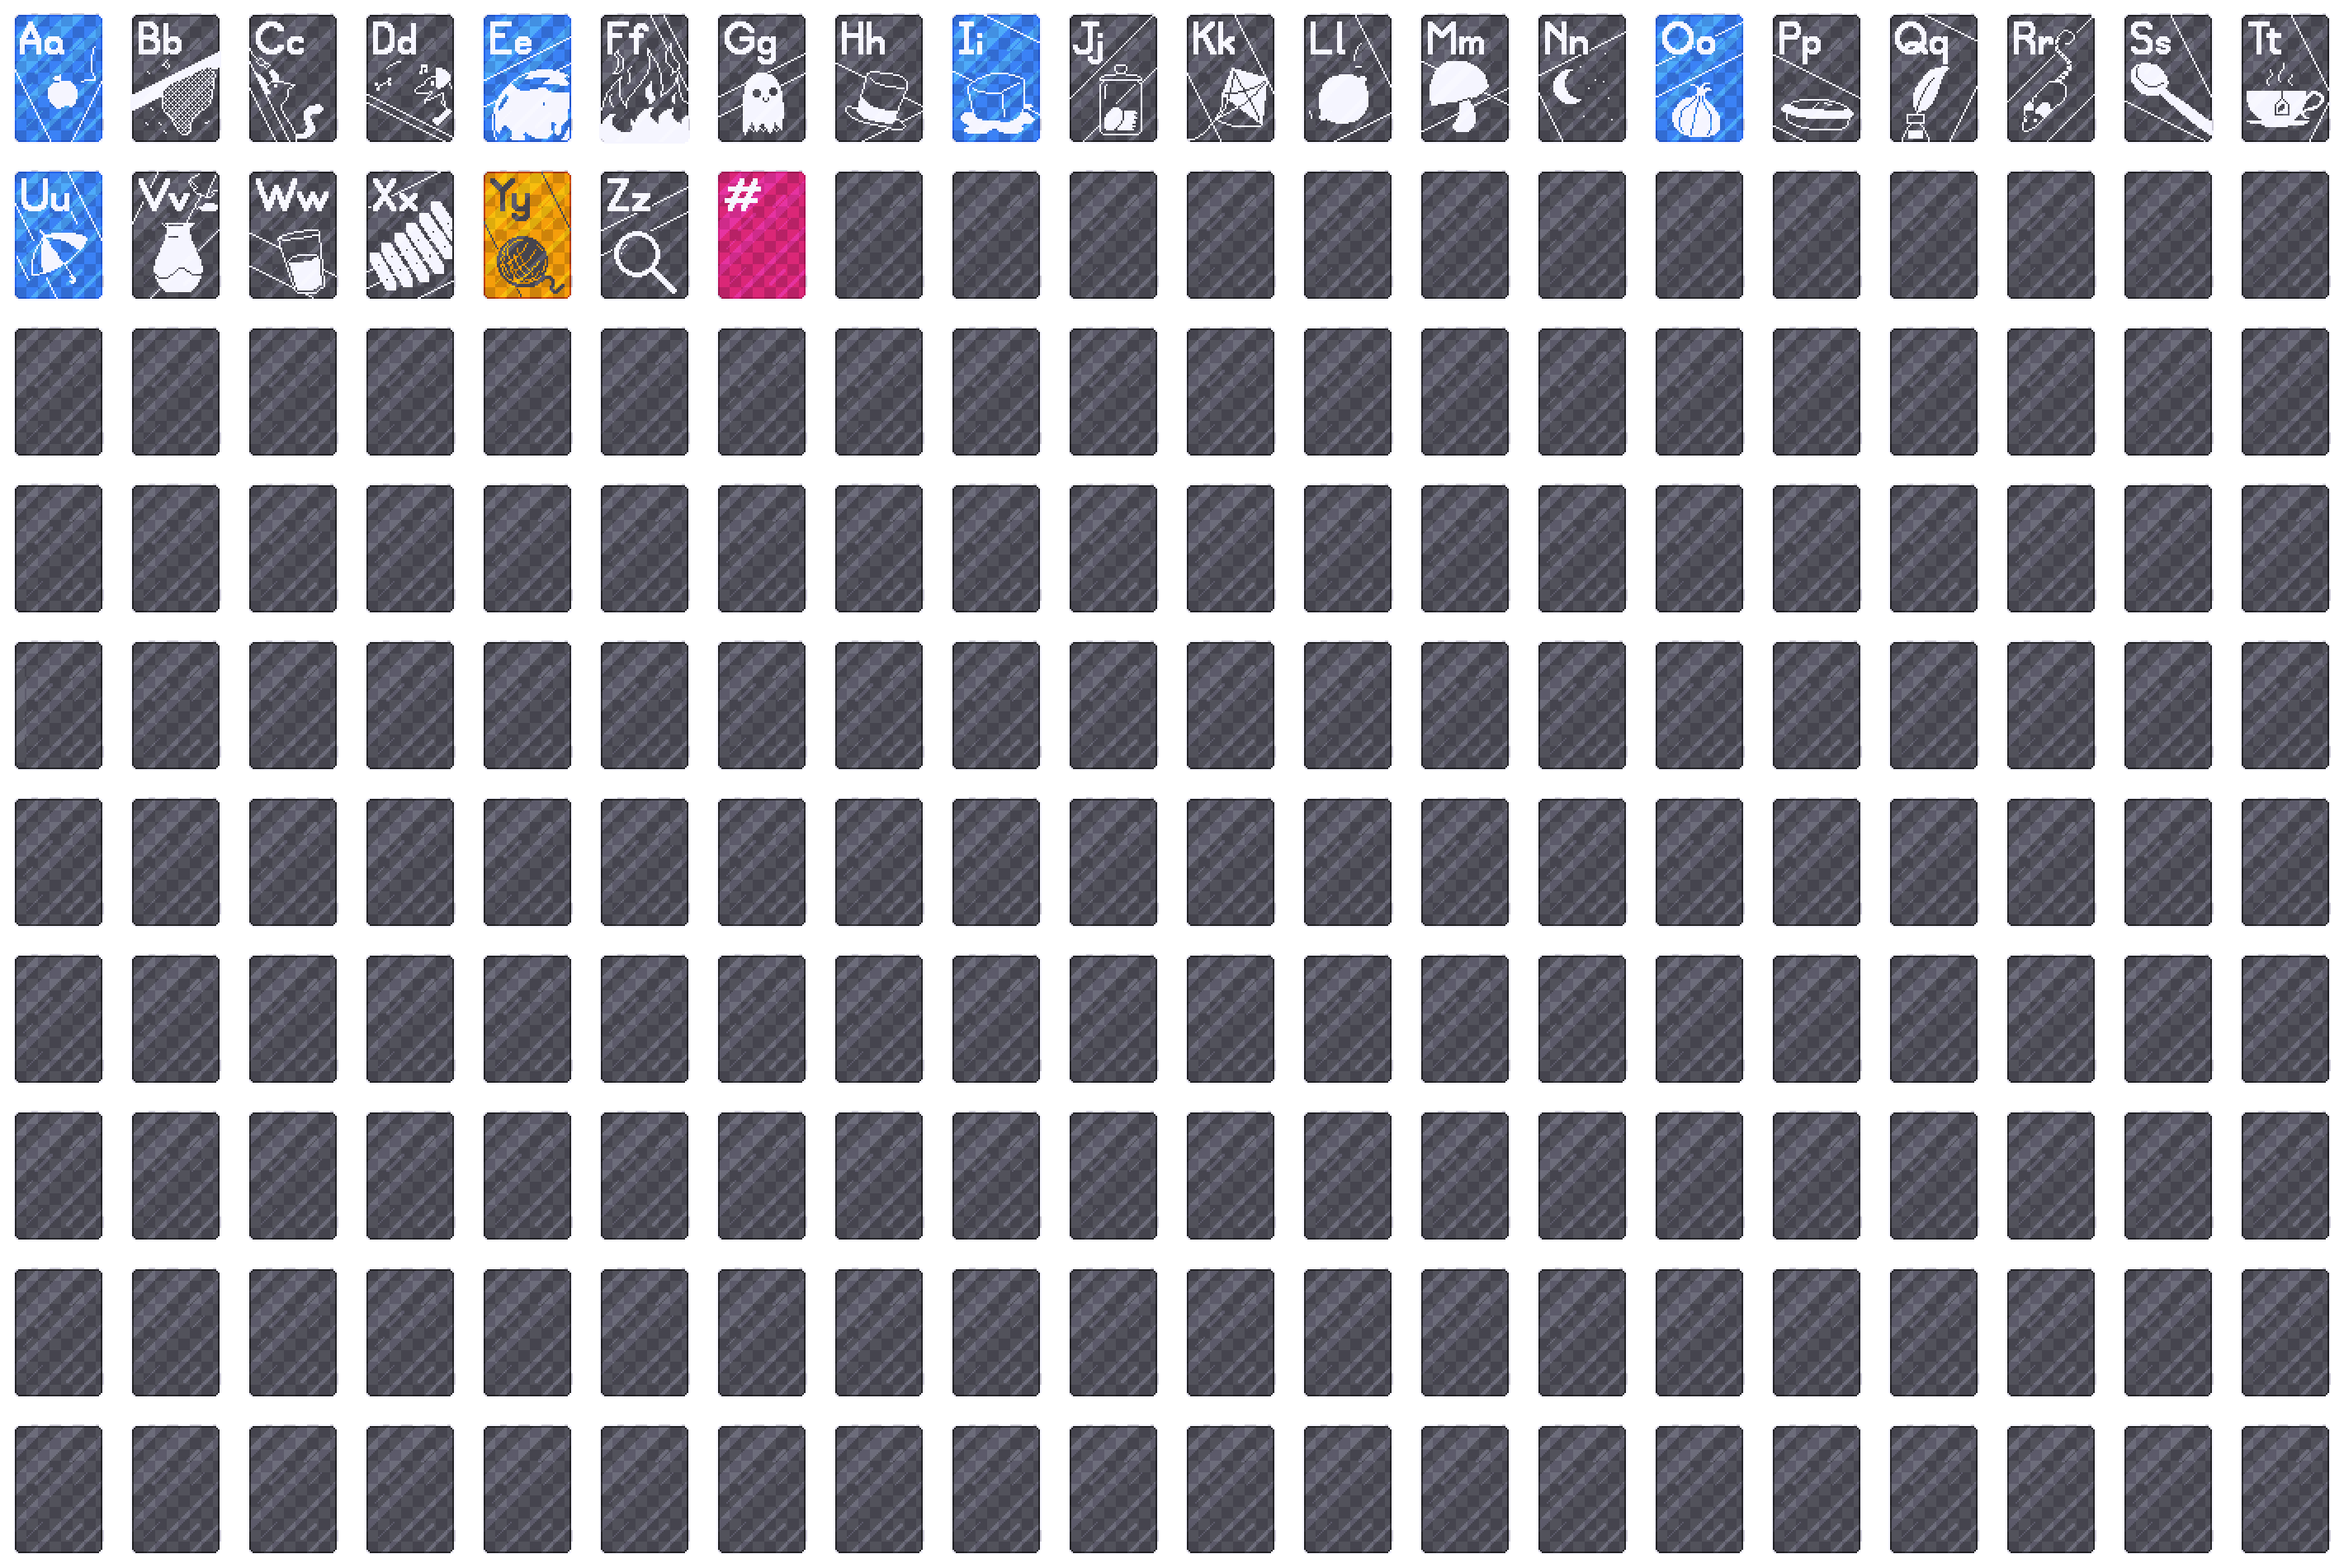 Aa Bb Cc Dd Ee Ff Gg Hh Ii Jj Kk Ll Mm Nn Oo Pp Qq Rr Ss Tt
Uu Vv Ww Xx Yy Zz #